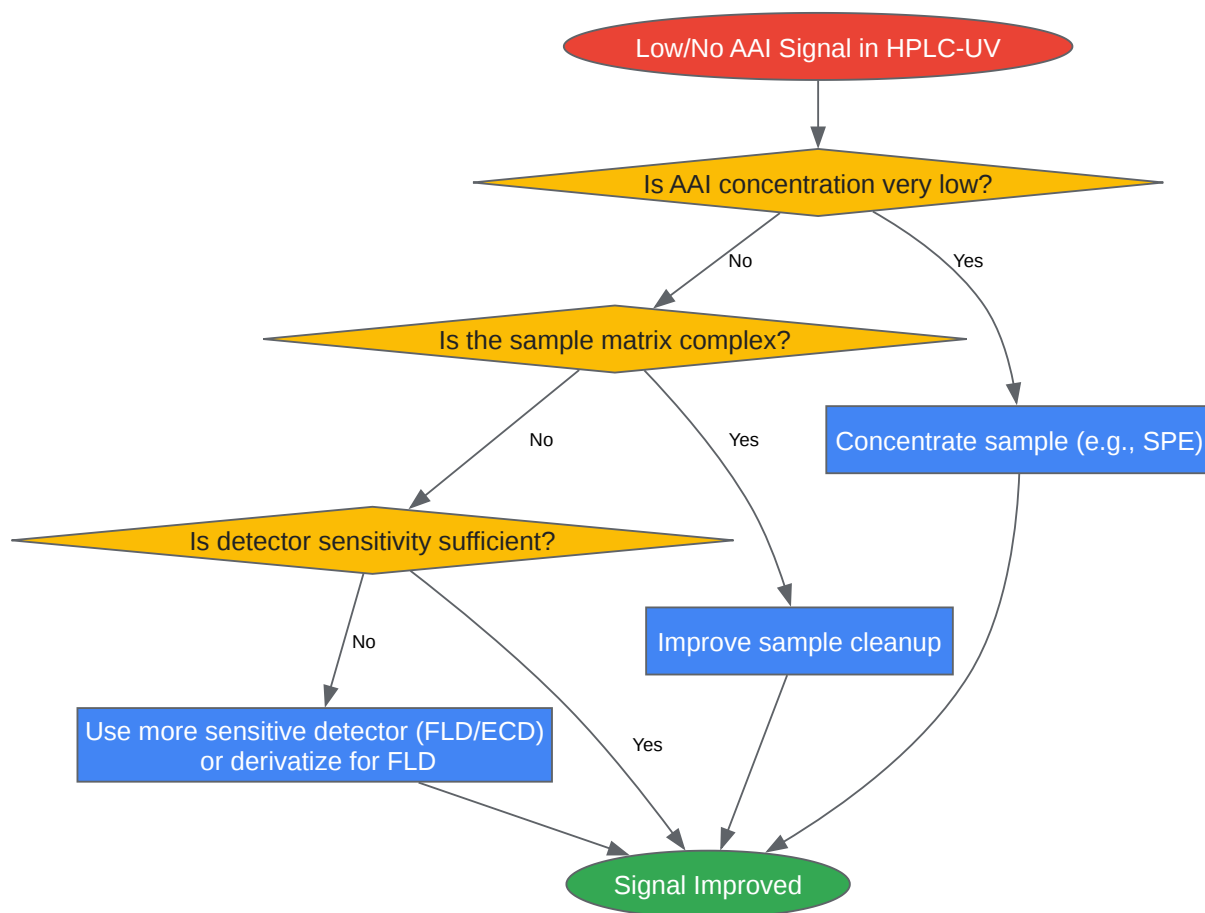 Low/No AAI Signal in HPLC-UV
Is AAI concentration very low?
No
Yes
Is the sample matrix complex?
Concentrate sample (e.g., SPE)
No
Yes
Is detector sensitivity sufficient?
Improve sample cleanup
No
Use more sensitive detector (FLD/ECD)
or derivatize for FLD
Yes
Signal Improved